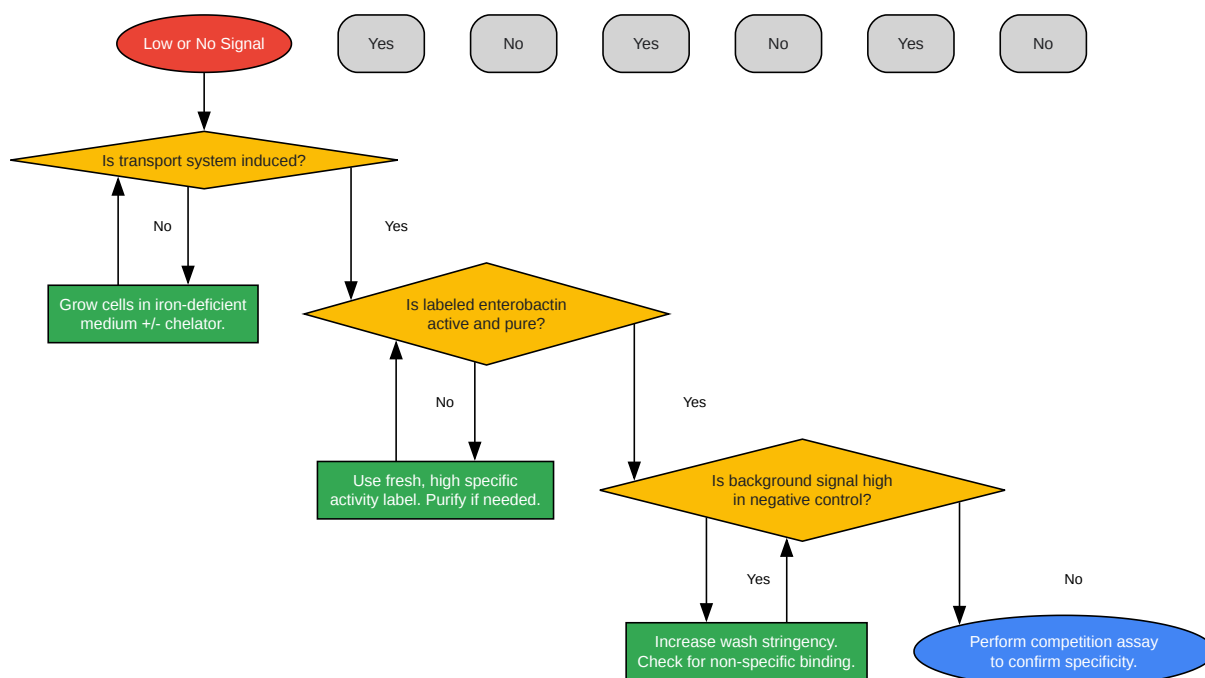 Low or No Signal
Yes
No
Yes
No
Yes
No
Is transport system induced?
No
Yes
Grow cells in iron-deficient
medium +/- chelator.
Is labeled enterobactin
active and pure?
No
Yes
Use fresh, high specific
activity label. Purify if needed.
Is background signal high
in negative control?
Yes
No
Increase wash stringency.
Check for non-specific binding.
Perform competition assay
to confirm specificity.